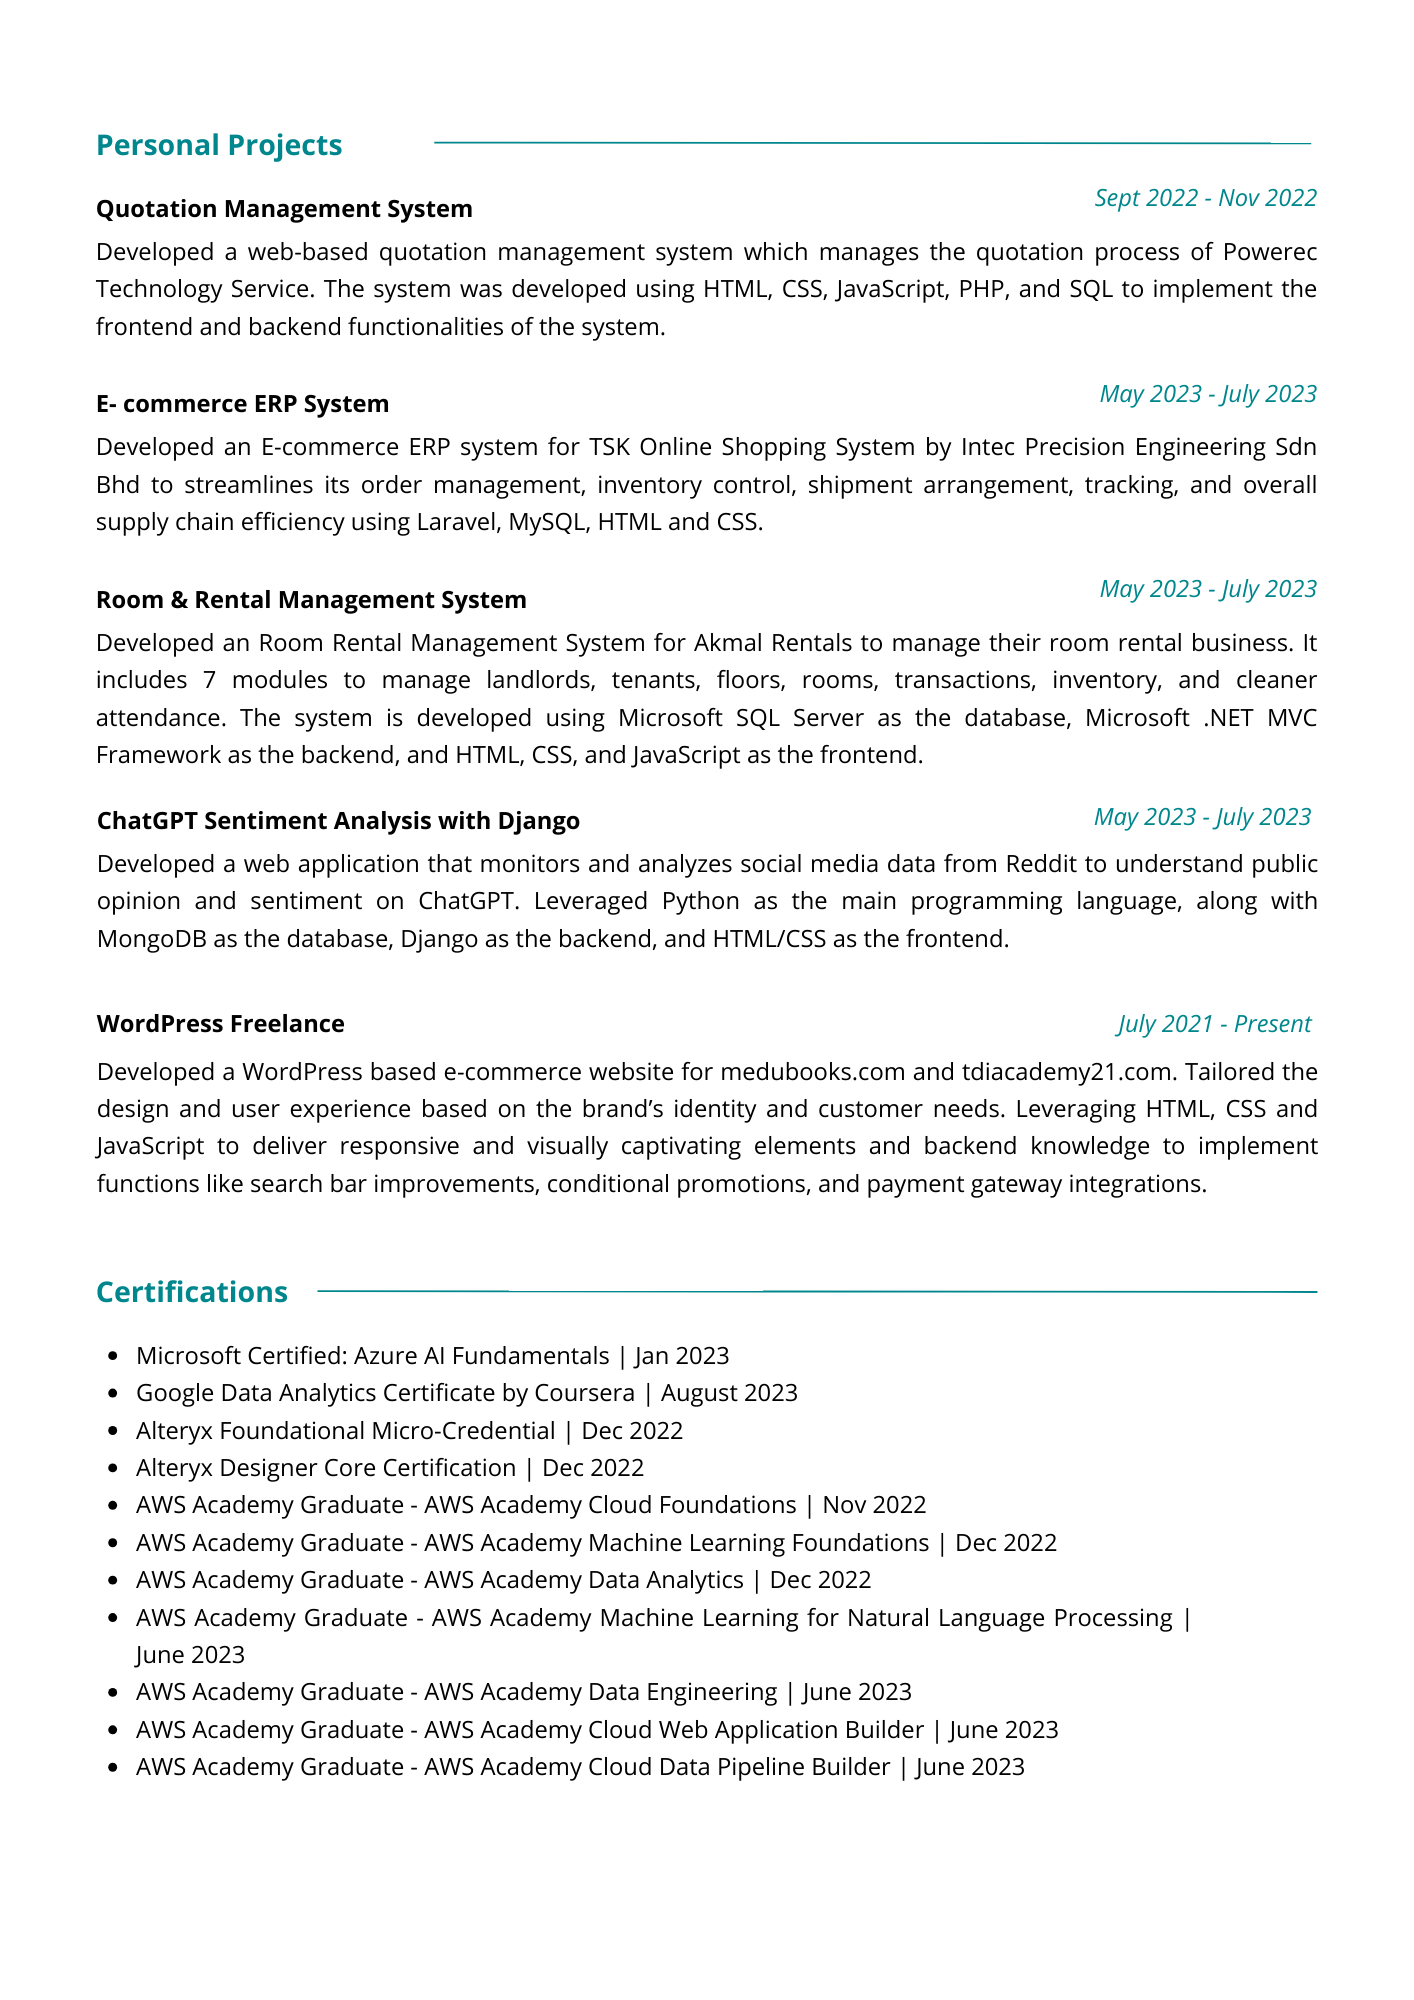 Personal Projects
Quotation Management System
Sept 2022 - Nov 2022
Developed a web-based quotation management system which manages the quotation process of Powerec
Technology Service. The system was developed using HTML, CSS, JavaScript, PHP, and SQL to implement the
frontend and backend functionalities of the system.
E- commerce ERP System
May 2023 - July 2023
Developed an E-commerce ERP system for TSK Online Shopping System by Intec Precision Engineering Sdn
Bhd to streamlines its order management, inventory control, shipment arrangement, tracking, and overall
supply chain efficiency using Laravel, MySQL, HTML and CSS.
Room & Rental Management System
May 2023 - July 2023
Developed an Room Rental Management System for Akmal Rentals to manage their room rental business. It
includes 7 modules to manage landlords, tenants, floors, rooms, transactions, inventory, and cleaner
attendance. The system is developed using Microsoft SQL Server as the database, Microsoft .NET MVC
Framework as the backend, and HTML, CSS, and JavaScript as the frontend.
ChatGPT Sentiment Analysis with Django
May 2023 - July 2023
Developed a web application that monitors and analyzes social media data from Reddit to understand public
opinion and sentiment on ChatGPT. Leveraged Python as the main programming language, along with
MongoDB as the database, Django as the backend, and HTML/CSS as the frontend.
WordPress Freelance
July 2021 - Present
Developed a WordPress based e-commerce website for medubooks.com and tdiacademy21.com. Tailored the
design and user experience based on the brand’s identity and customer needs. Leveraging HTML, CSS and
JavaScript to deliver responsive and visually captivating elements and backend knowledge to implement
functions like search bar improvements, conditional promotions, and payment gateway integrations.
Certifications
• Microsoft Certified: Azure AI Fundamentals | Jan 2023
• Google Data Analytics Certificate by Coursera | August 2023
• Alteryx Foundational Micro-Credential | Dec 2022
• Alteryx Designer Core Certification | Dec 2022
• AWS Academy Graduate - AWS Academy Cloud Foundations | Nov 2022
• AWS Academy Graduate - AWS Academy Machine Learning Foundations | Dec 2022
• AWS Academy Graduate - AWS Academy Data Analytics | Dec 2022
• AWS Academy Graduate - AWS Academy Machine Learning for Natural Language Processing |
June 2023
• AWS Academy Graduate - AWS Academy Data Engineering | June 2023
• AWS Academy Graduate - AWS Academy Cloud Web Application Builder | June 2023
• AWS Academy Graduate - AWS Academy Cloud Data Pipeline Builder | June 2023